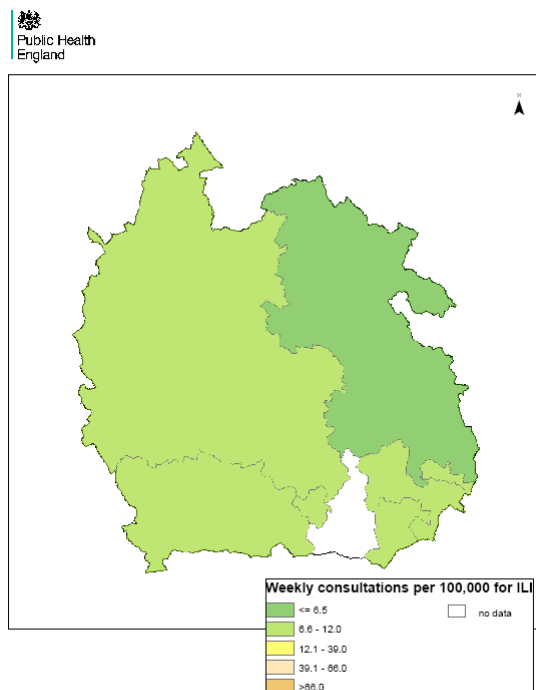 Public Health
England
N
Weekly consultations per 100,000 for ILI
<= 6.5
no data
6.6 - 12.0
12.1 - 39.0
39.1 - 66.0
>66.0